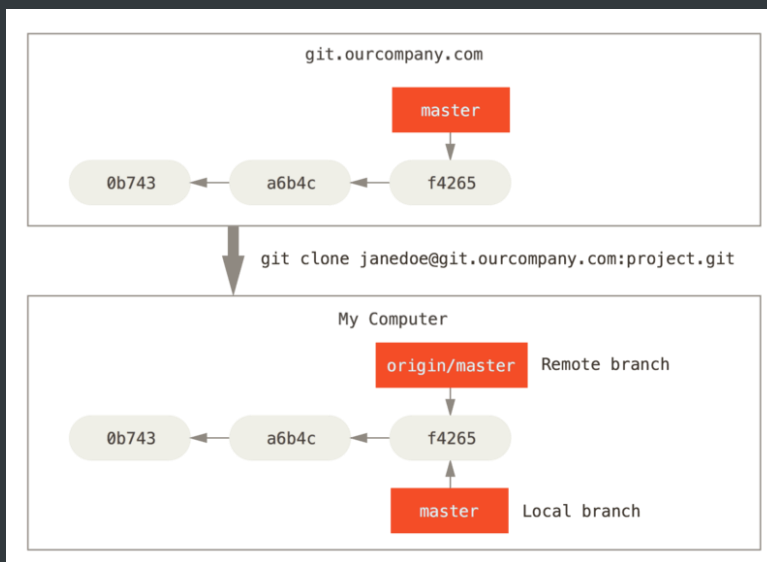 git.ourcompany.com
master
0b743 a6b4c f4265
git clone janedoe@git.ourcompany.com:project.git
My Computer
origin/master Remote branch
0b743 a6b4c f4265
master Local branch